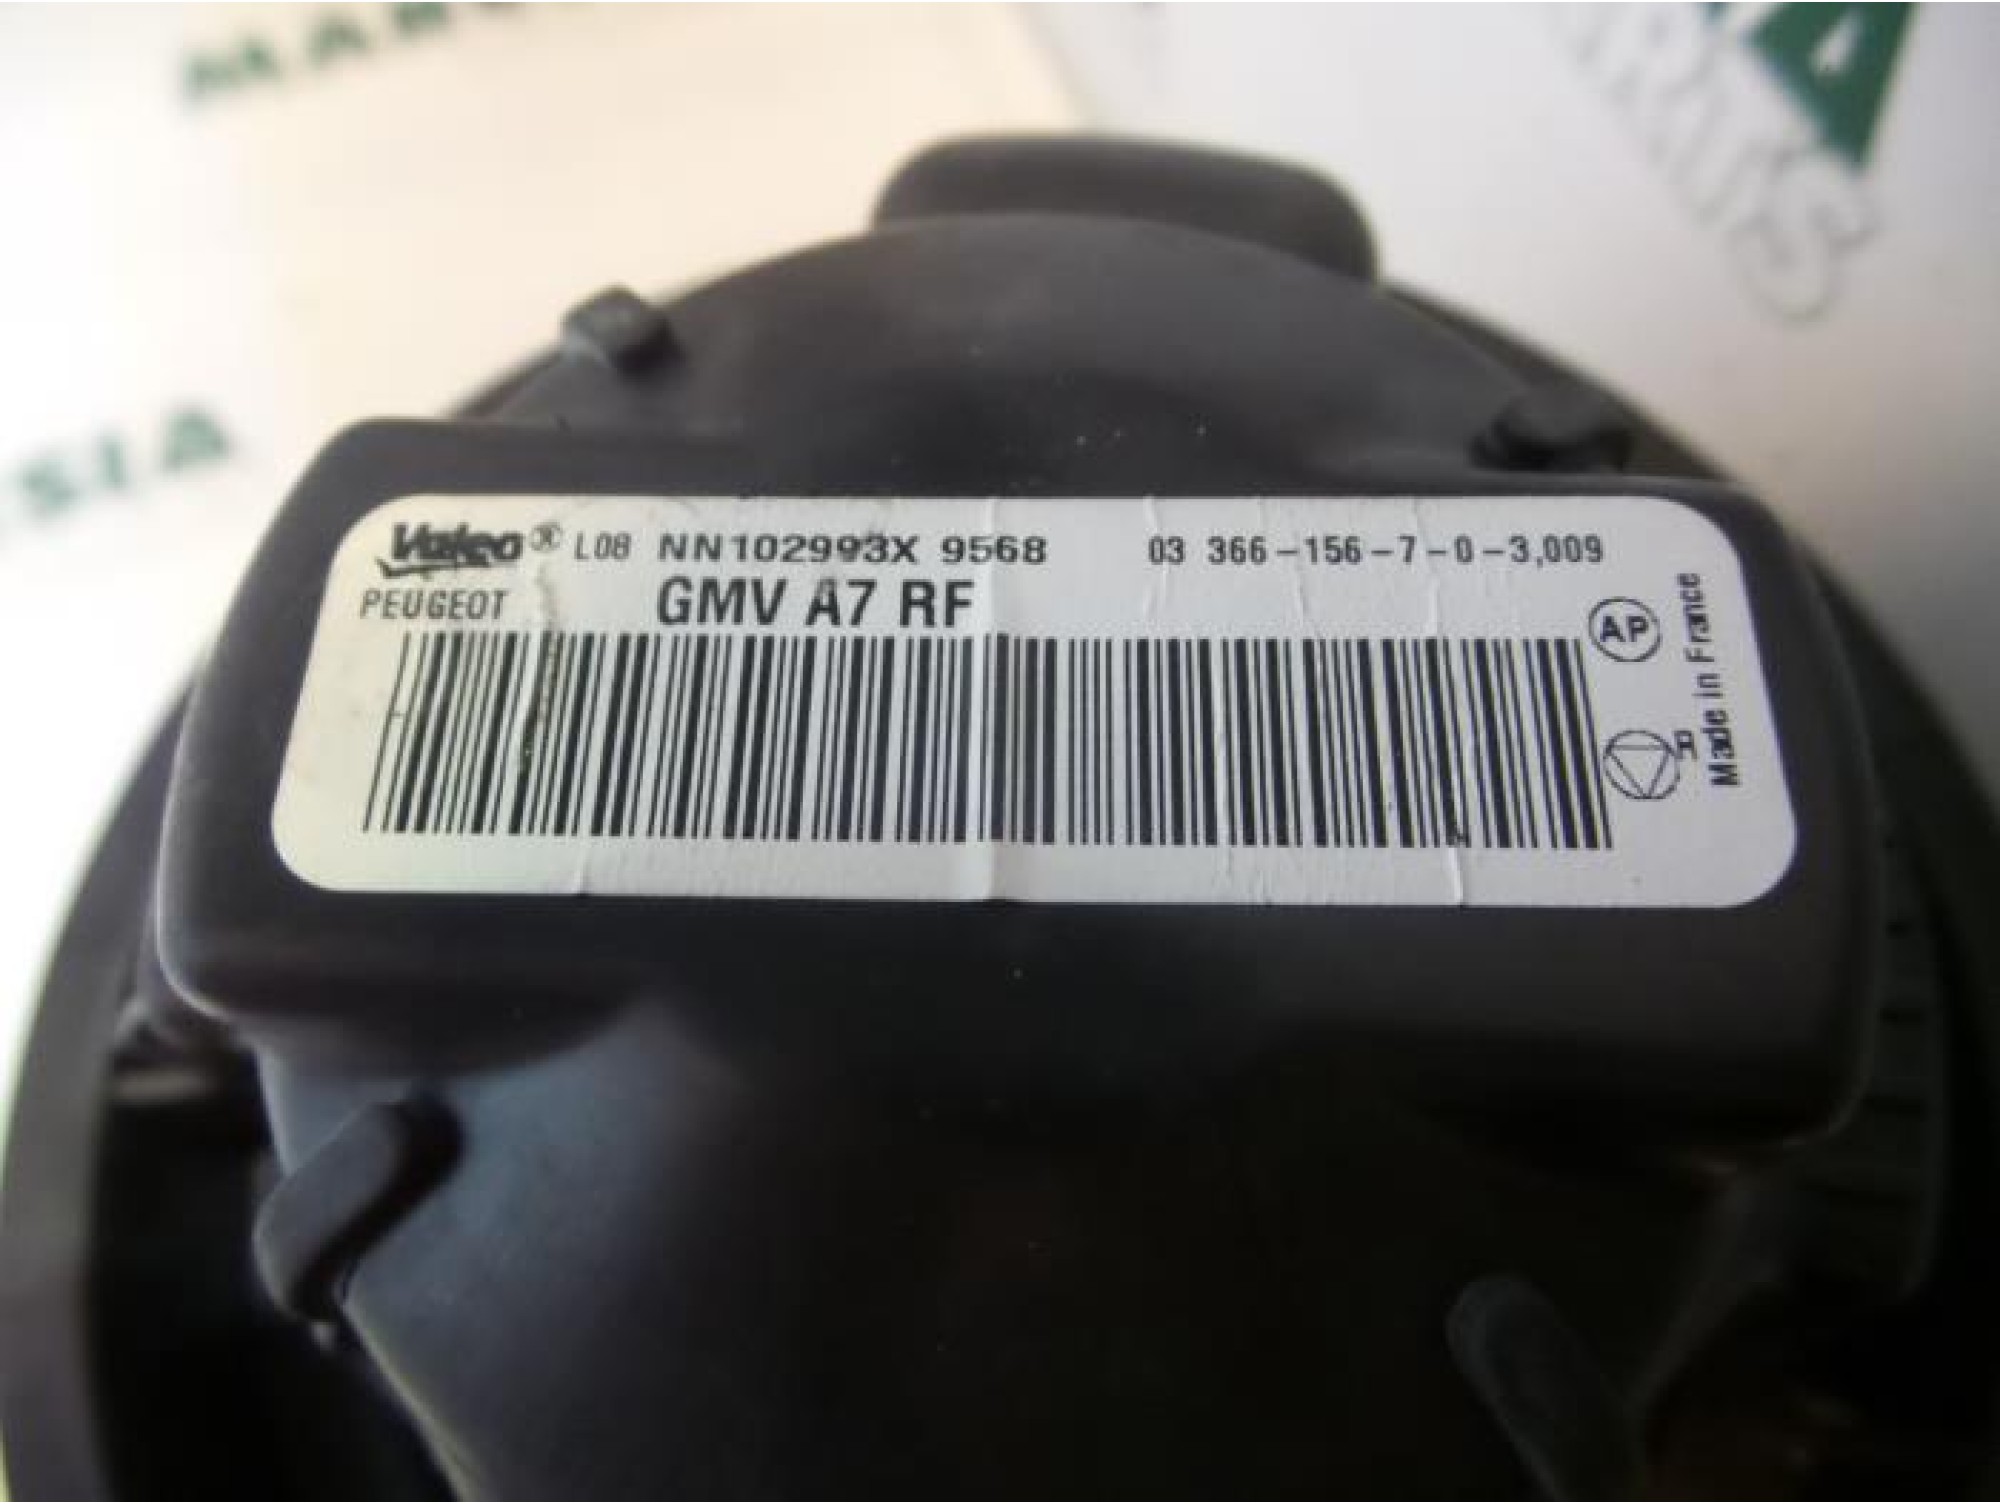 SIA
Valeo® L08 NN102993X 9568 03 366-156-7-0-3,009
PEUGEOT GMV A7 RF
AP
R
Made in France